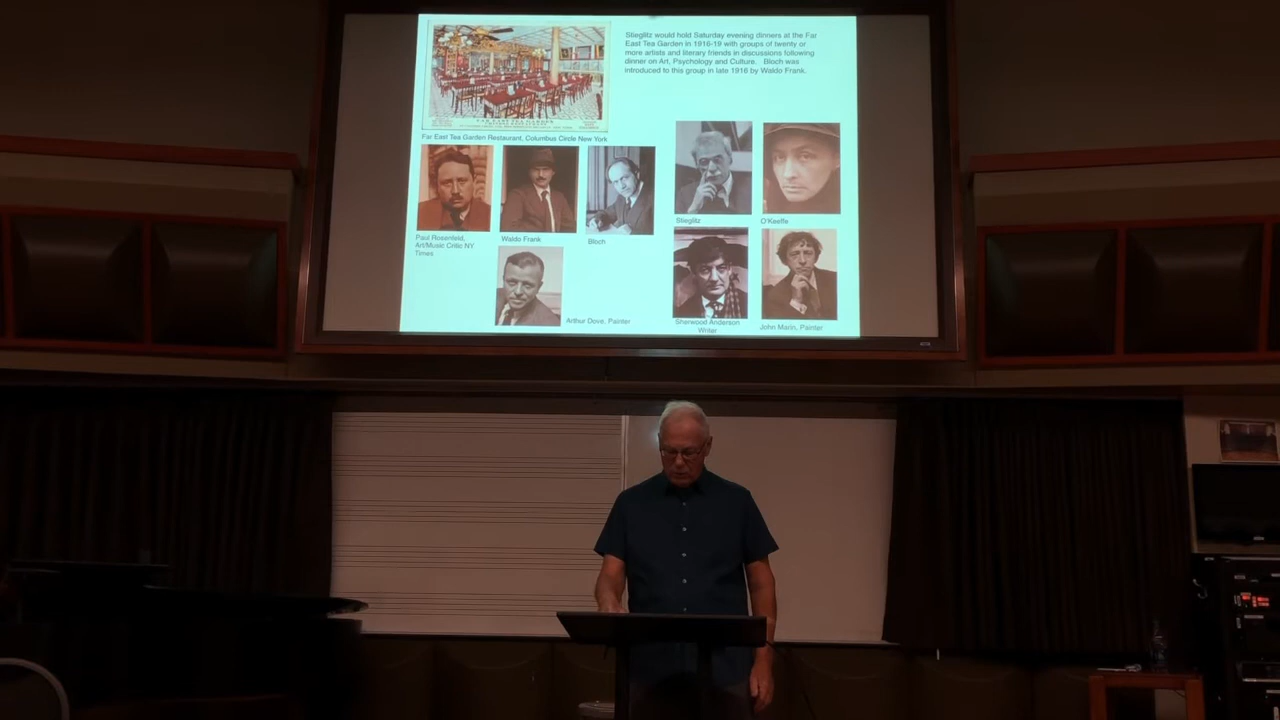 Stieglitz would hold Saturday evening dinners at the Far
East Tea Garden in 1916-19 with groups of twenty or
more artists and literary friends in discussions following
dinner on Art, Psychology and Culture. Bloch was
introduced to this group in late 1916 by Waldo Frank.
FAR EAST TEA GARDEN
Far East Tea Garden Restaurant, Columbus Circle New York
Paul Rosenfeld,
Art/Music Critic NY
Times
Waldo Frank
Bloch
Stieglitz
O'Keeffe
Arthur Dove, Painter
Sherwood Anderson
Writer
John Marin, Painter